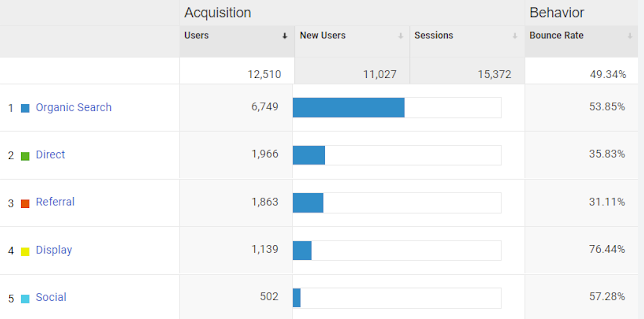 Acquisition Behavior
Users New Users Sessions Bounce Rate
12,510 11,027 15,372 49.34%
1 Organic Search 6,749 53.85%
2 Direct 1,966 35.83%
3 Referral 1,863 31.11%
4 Display 1,139 76.44%
5 Social 502 57.28%